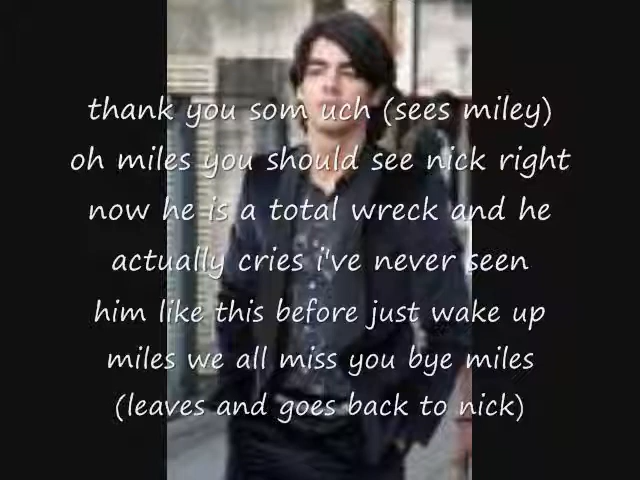 thank you som uch (sees miley)
oh miles you should see nick right
now he is a total wreck and he
actually cries i've never seen
him like this before just wake up
miles we all miss you bye miles
(leaves and goes back to nick)